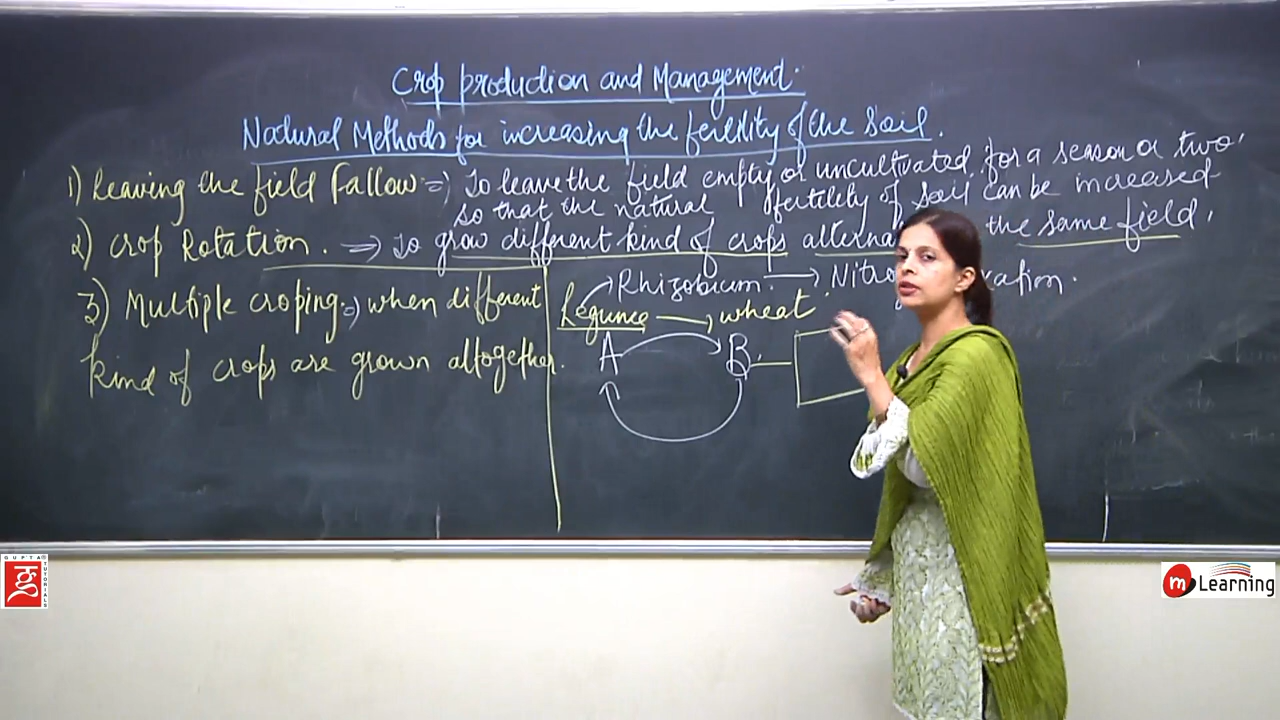 Crop production and Management.
Natural Methods for increasing the fertility of the soil.
1) Leaving the field fallow => To leave the field empty or uncultivated for a season or two,
so that the natural fertility of soil can be increased
2) Crop Rotation. => To grow different kind of crops the same field.
3) Multiple croping => when different
kind of crops are grown altogether.
Rhizobium. → 
Legume → wheat
A B
GUPTA TUTORIALS
m Learning